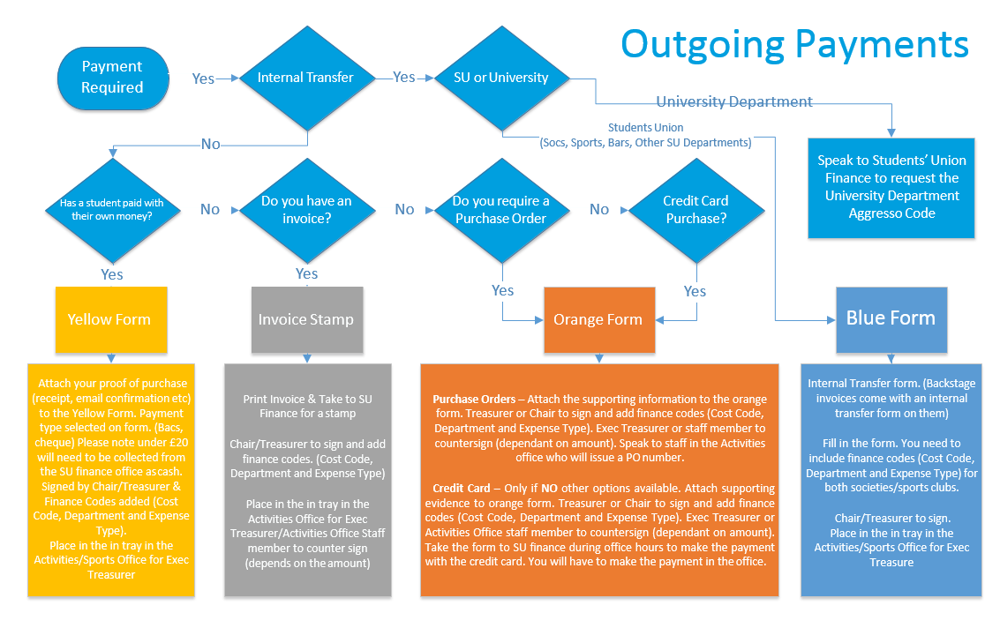 Outgoing Payments
Payment
Required
Yes
Internal Transfer
Yes
SU or University
University Department
Students Union
(Socs, Sports, Bars, Other SU Departments)
No
Speak to Students’ Union
Finance to request the
University Department
Aggresso Code
Has a student paid with
their own money?
No
Do you have an
invoice?
No
Do you require a
Purchase Order
No
Credit Card
Purchase?
Yes
Yes
Yes
Yes
Yellow Form
Invoice Stamp
Orange Form
Blue Form
Attach your proof of purchase
(receipt, email confirmation etc)
to the Yellow Form. Payment
type selected on form. (Bacs,
cheque) Please note under £20
will need to be collected from
the SU finance office as cash.
Signed by Chair/Treasurer &
Finance Codes added (Cost
Code, Department and Expense
Type).
Place in the in tray in the
Activities/Sports Office for Exec
Treasurer
Print Invoice & Take to SU
Finance for a stamp
Chair/Treasurer to sign and add
finance codes. (Cost Code,
Department and Expense Type)
Place in the in tray in the
Activities Office for Exec
Treasurer/Activities Office Staff
member to counter sign
(depends on the amount)
Purchase Orders – Attach the supporting information to the orange
form. Treasurer or Chair to sign and add finance codes (Cost Code,
Department and Expense Type). Exec Treasurer or staff member to
countersign (dependant on amount). Speak to staff in the Activities
office who will issue a PO number.
Credit Card – Only if NO other options available. Attach supporting
evidence to orange form. Treasurer or Chair to sign and add finance
codes (Cost Code, Department and Expense Type). Exec Treasurer or
Activities Office staff member to countersign (dependant on amount).
Take the form to SU finance during office hours to make the payment
with the credit card. You will have to make the payment in the office.
Internal Transfer form. (Backstage
invoices come with an internal
transfer form on them)
Fill in the form. You need to
include finance codes (Cost Code,
Department and Expense Type) for
both societies/sports clubs.
Chair/Treasurer to sign.
Place in the in tray in the
Activities/Sports Office for Exec
Treasure